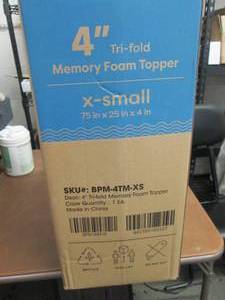 4" Tri-fold
Memory Foam Topper
x-small
75 in x 25 in x 4 in
SKU#: BPM-4TM-XS
Desc: 4" Tri-fold Memory Foam Topper
Case Quantity : 1 EA
Made in China